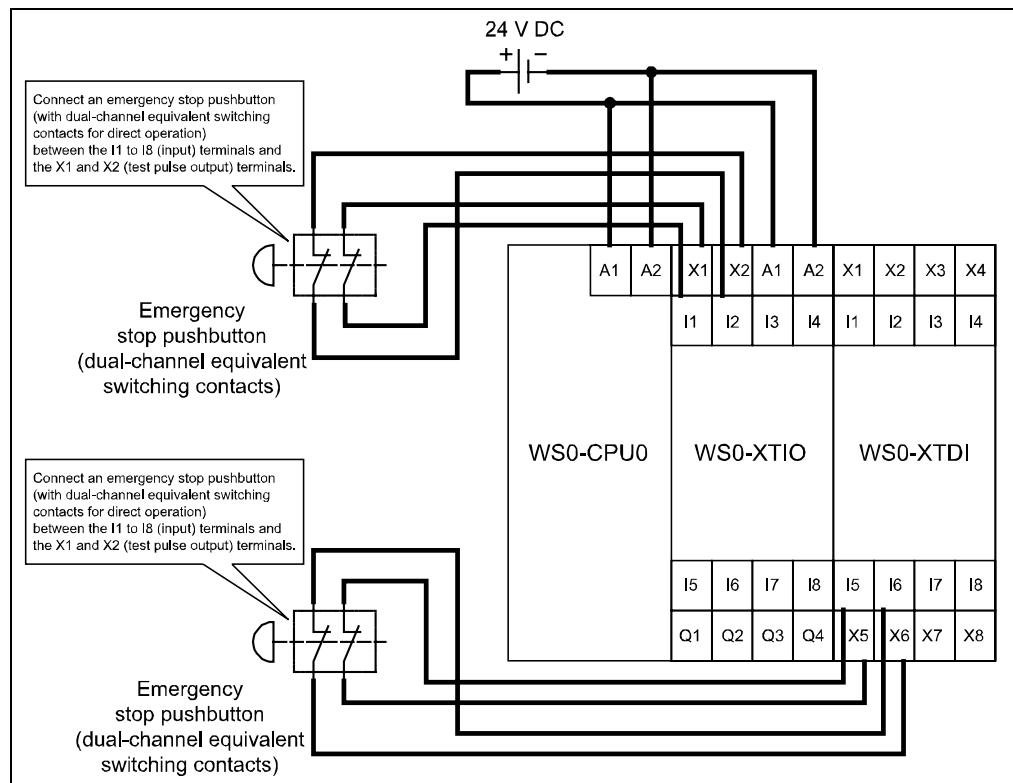 24 V DC
+ −
Connect an emergency stop pushbutton
(with dual-channel equivalent switching
contacts for direct operation)
between the I1 to I8 (input) terminals and
the X1 and X2 (test pulse output) terminals.
Emergency
stop pushbutton
(dual-channel equivalent
switching contacts)
A1 A2 X1 X2 A1 A2 X1 X2 X3 X4
I1 I2 I3 I4 I1 I2 I3 I4
WS0-CPU0 WS0-XTIO WS0-XTDI
I5 I6 I7 I8 I5 I6 I7 I8
Q1 Q2 Q3 Q4 X5 X6 X7 X8
Connect an emergency stop pushbutton
(with dual-channel equivalent switching
contacts for direct operation)
between the I1 to I8 (input) terminals and
the X1 and X2 (test pulse output) terminals.
Emergency
stop pushbutton
(dual-channel equivalent
switching contacts)